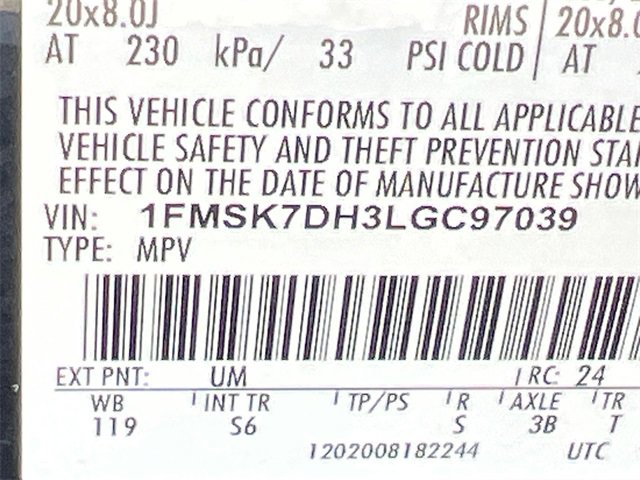 20x8.0J RIMS 20x8.0
AT 230 kPa/ 33 PSI COLD AT
THIS VEHICLE CONFORMS TO ALL APPLICABLE
VEHICLE SAFETY AND THEFT PREVENTION STA
EFFECT ON THE DATE OF MANUFACTURE SHOW
VIN: 1FMSK7DH3LGC97039
TYPE: MPV
EXT PNT: UM RC: 24
WB INT TR TP/PS R AXLE TR
119 S6 S 3B T
1202008182244 UTC